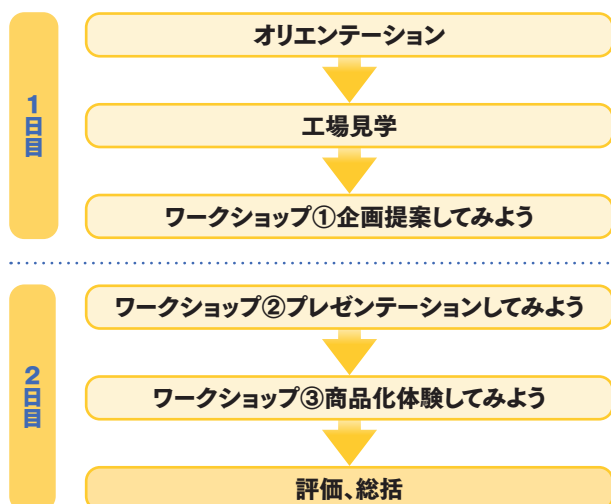 1日目
オリエンテーション
工場見学
ワークショップ①企画提案してみよう
2日目
ワークショップ②プレゼンテーションしてみよう
ワークショップ③商品化体験してみよう
評価、総括